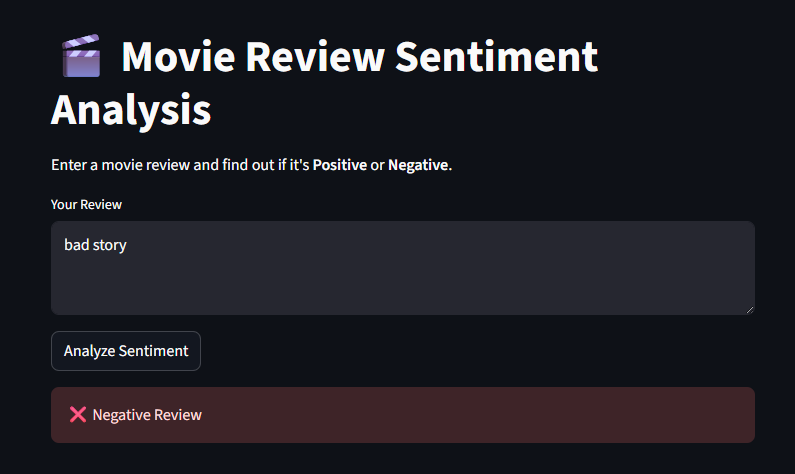 🎬 Movie Review Sentiment
Analysis
Enter a movie review and find out if it's Positive or Negative.
Your Review
bad story
Analyze Sentiment
❌ Negative Review